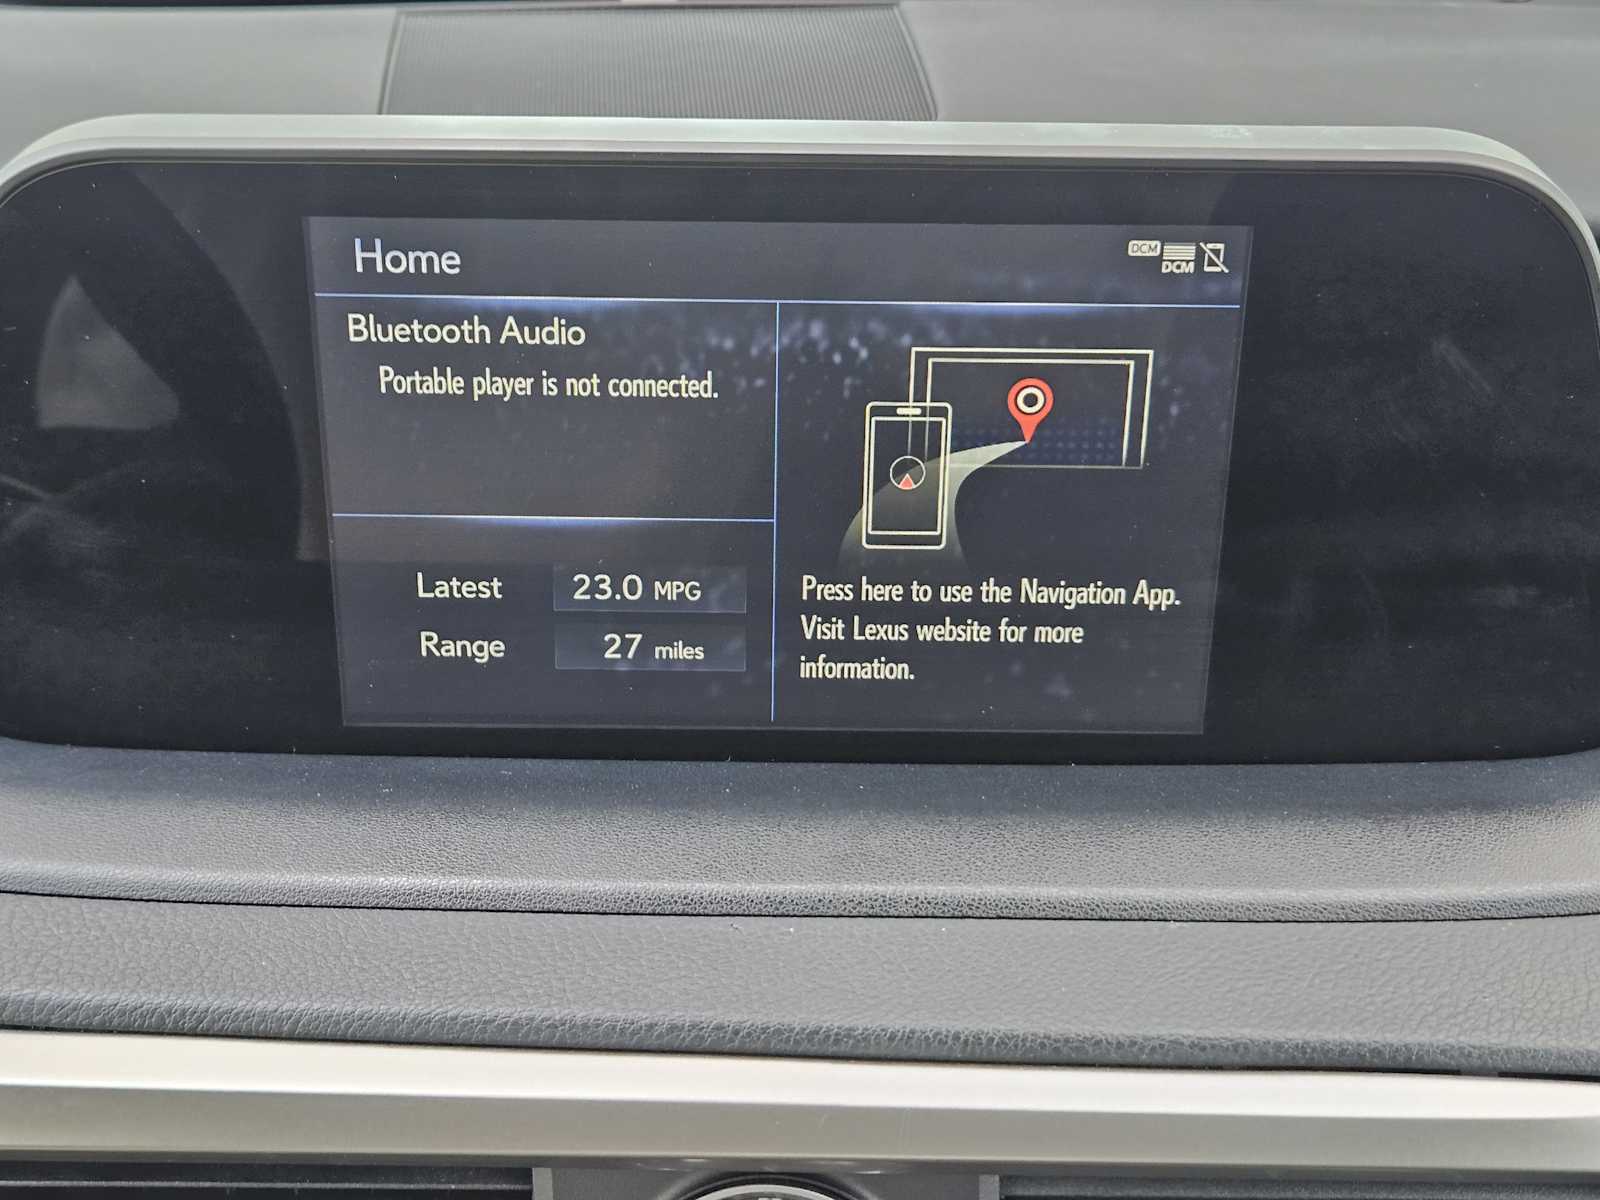 Home
DCM
DCM
Bluetooth Audio
Portable player is not connected.
Latest 23.0 MPG
Range 27 miles
Press here to use the Navigation App.
Visit Lexus website for more
information.